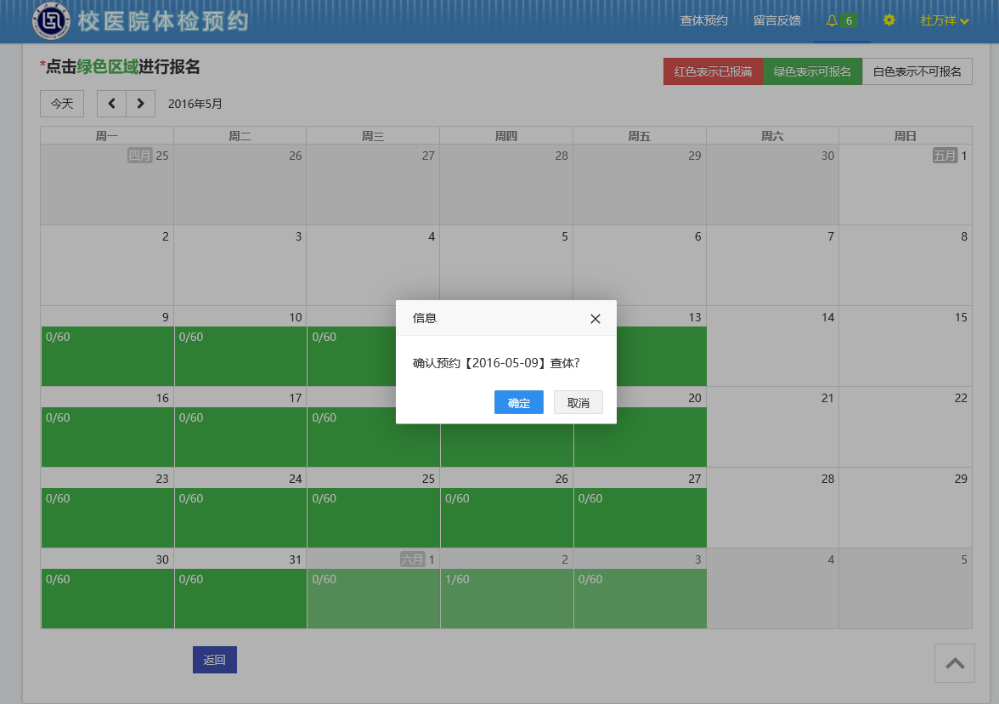 校医院体检预约
查体预约 留言反馈 6 杜万祥
*点击绿色区域进行报名
红色表示已报满 绿色表示可报名 白色表示不可报名
今天 2016年5月
周一 周二 周三 周四 周五 周六 周日
四月 25 26 27 28 29 30 五月 1
2 3 4 5 6 7 8
9 10 13 14 15
0/60 0/60 0/60
信息
确认预约【2016-05-09】查体?
确定 取消
16 17 20 21 22
0/60 0/60 0/60
23 24 25 26 27 28 29
0/60 0/60 0/60 0/60 0/60
30 31 六月 1 2 3 4 5
0/60 0/60 0/60 1/60 0/60
返回